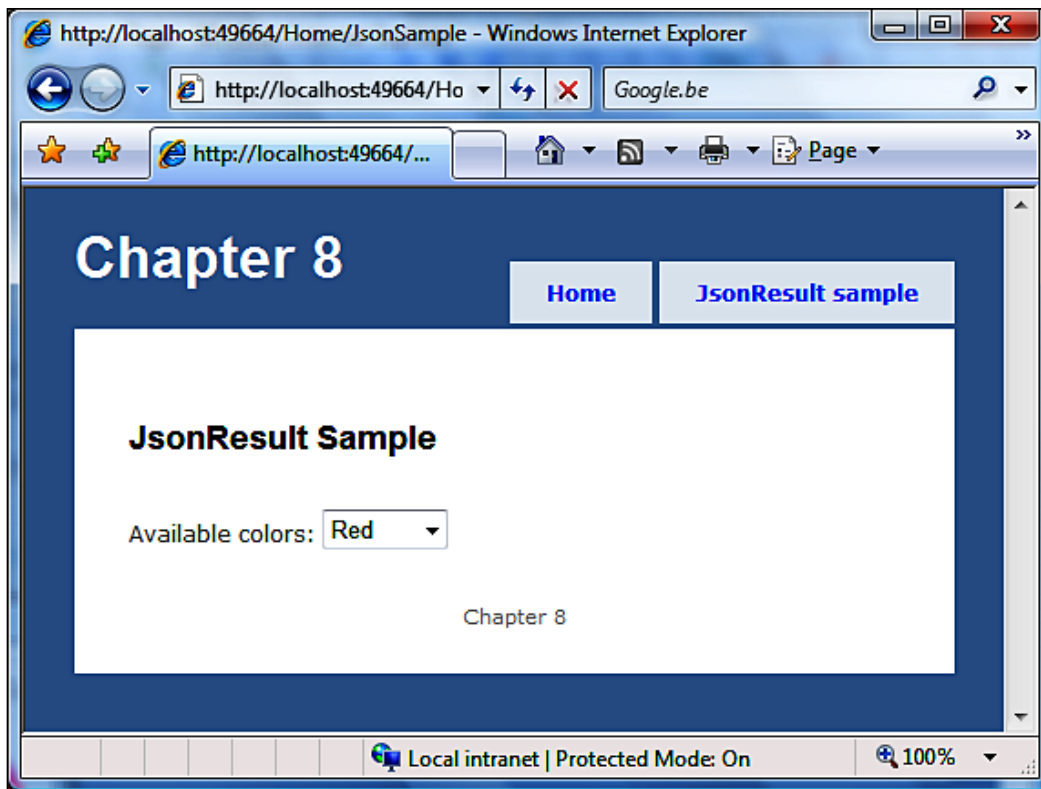 http://localhost:49664/Home/JsonSample - Windows Internet Explorer
http://localhost:49664/Ho
Google.be
http://localhost:49664/...
Page
»
Chapter 8
Home
JsonResult sample
JsonResult Sample
Available colors: Red
Chapter 8
Local intranet | Protected Mode: On
100%